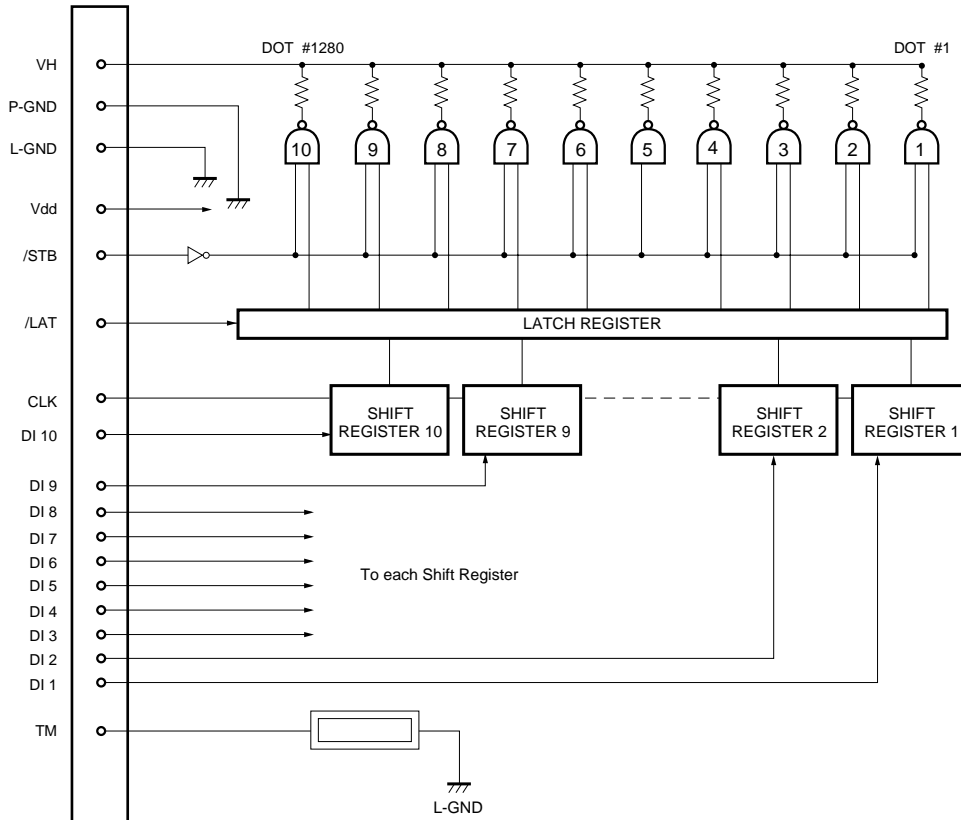 DOT #1280
DOT #1
VH
P-GND
L-GND
10
9
8
7
6
5
4
3
2
1
Vdd
/STB
/LAT
LATCH REGISTER
CLK
SHIFT
REGISTER 10
SHIFT
REGISTER 9
SHIFT
REGISTER 2
SHIFT
REGISTER 1
DI 10
DI 9
DI 8
DI 7
DI 6
DI 5
DI 4
DI 3
DI 2
DI 1
To each Shift Register
TM
L-GND